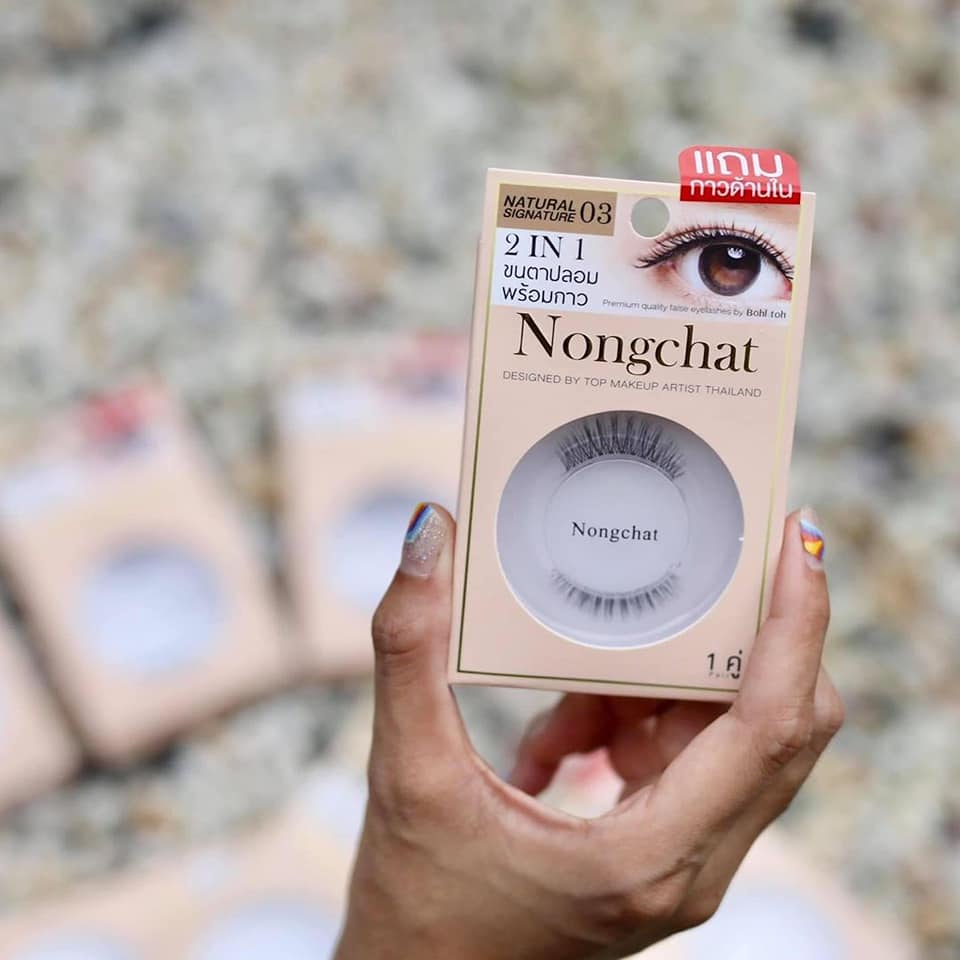 แถม
กาวด้านใน
NATURAL
SIGNATURE 03
2 IN 1
ขนตาปลอม
พร้อมกาว
Premium quality false eyelashes by Bohktoh
Nongchat
DESIGNED BY TOP MAKEUP ARTIST THAILAND
Nongchat
1 คู่
Pair